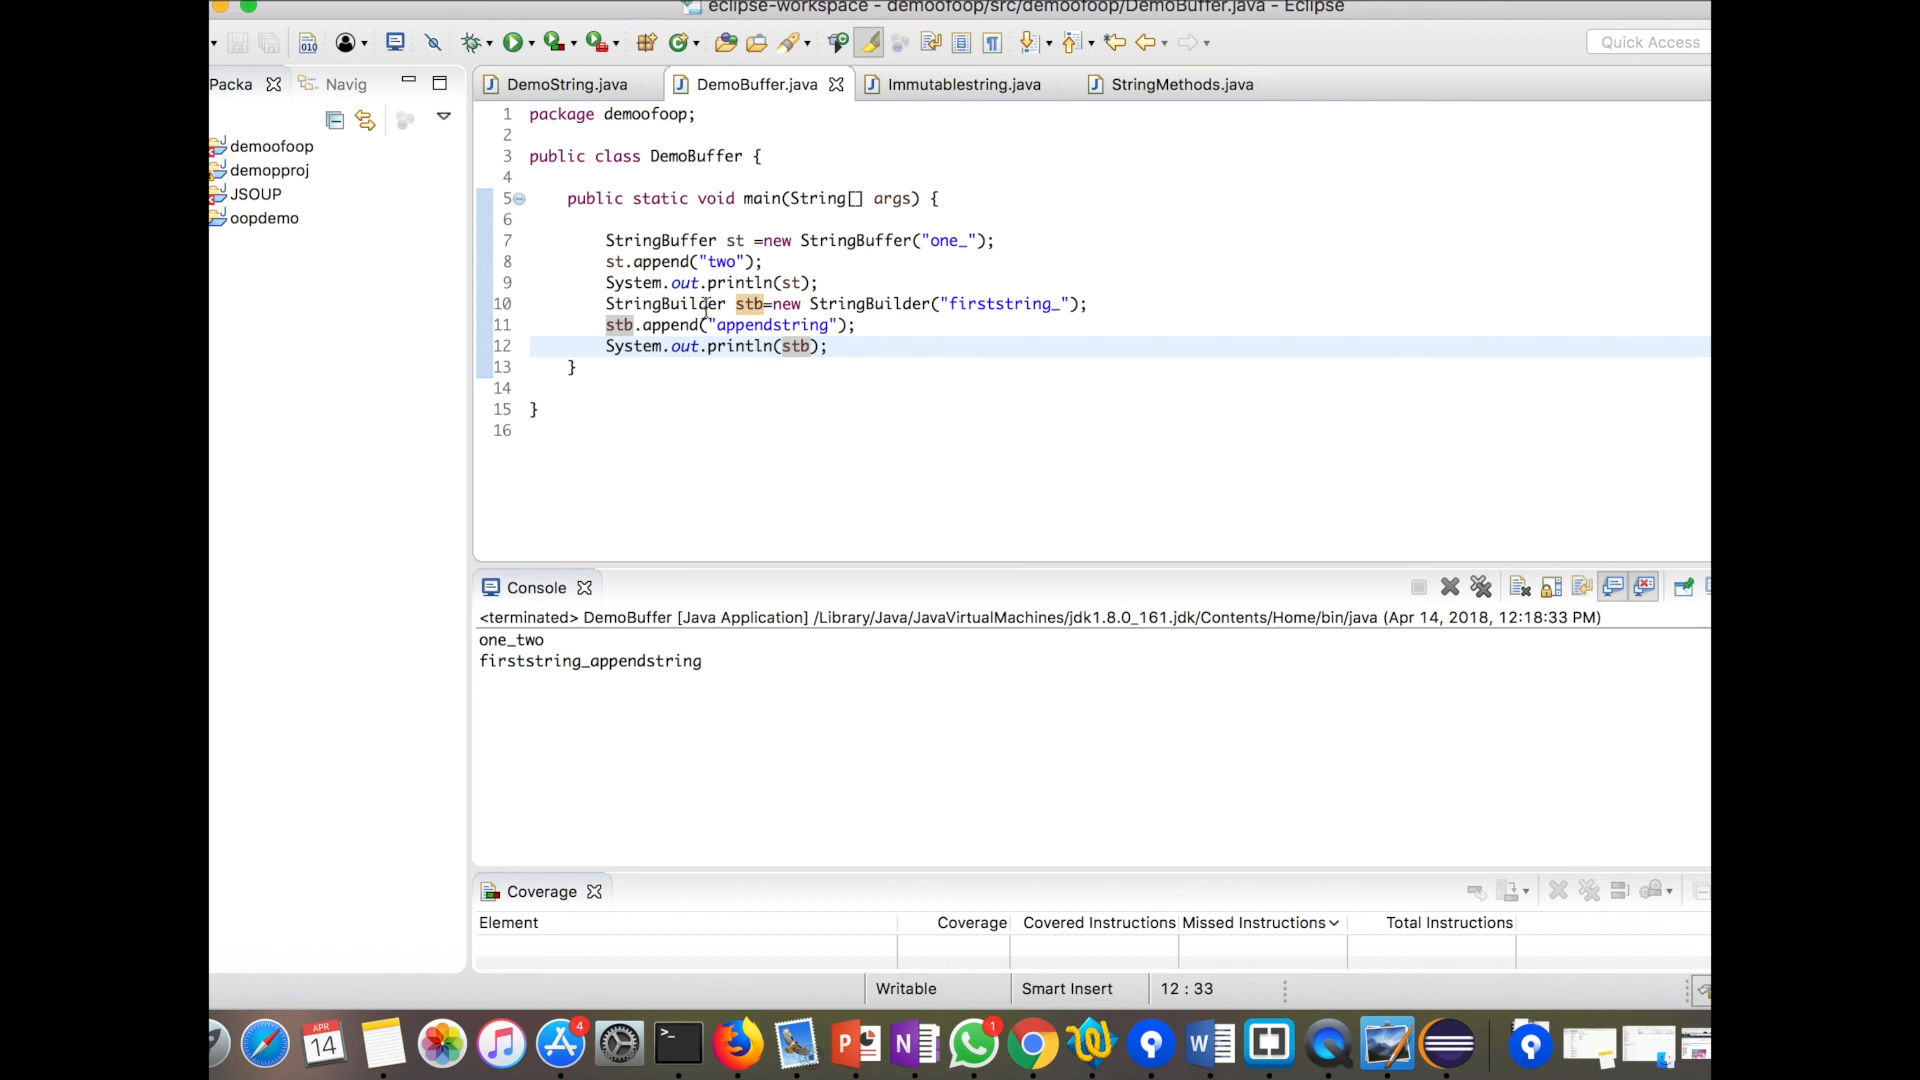 eclipse-workspace - demoofoop/src/demoofoop/DemoBuffer.java - Eclipse
010
Quick Access
Packa
Navig
DemoString.java
DemoBuffer.java
Immutablestring.java
StringMethods.java
demoofoop
demopproj
JSOUP
oopdemo
1 package demoofoop;
2
3 public class DemoBuffer {
4
5 public static void main(String[] args) {
6
7 StringBuffer st =new StringBuffer("one_");
8 st.append("two");
9 System.out.println(st);
10 StringBuilder stb=new StringBuilder("firststring_");
11 stb.append("appendstring");
12 System.out.println(stb);
13 }
14
15 }
16
Console
<terminated> DemoBuffer [Java Application] /Library/Java/JavaVirtualMachines/jdk1.8.0_161.jdk/Contents/Home/bin/java (Apr 14, 2018, 12:18:33 PM)
one_two
firststring_appendstring
Coverage
Element Coverage Covered Instructions Missed Instructions Total Instructions
Writable Smart Insert 12 : 33
APR
14
4
>_
P
N
1
W